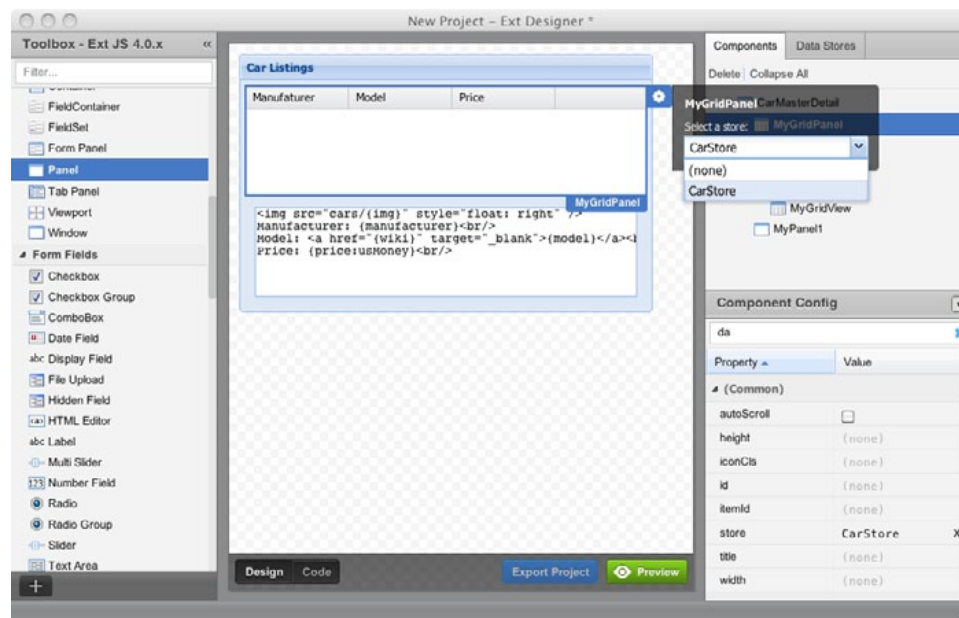 New Project – Ext Designer *
Toolbox - Ext JS 4.0.x «
Filter...
FieldContainer
FieldSet
Form Panel
Panel
Tab Panel
Viewport
Window
Form Fields
Checkbox
Checkbox Group
ComboBox
Date Field
abc Display Field
File Upload
Hidden Field
HTML Editor
abc Label
Multi Slider
123 Number Field
Radio
Radio Group
Slider
Text Area
+
Car Listings
Manufaturer Model Price
MyGridPanel
<img src="cars/{img}" style="float: right" />
Manufacturer: {manufacturer}<br/>
Model: <a href="{wiki}" target="_blank">{model}</a><b
Price: {price:usMoney}<br/>
Design Code
Export Project Preview
Components Data Stores
Delete Collapse All
CarMasterDetail
MyGridPanel
MyGridPanel
Select a store:
CarStore
(none)
CarStore
MyGridView
MyPanel1
Component Config
da
Property Value
(Common)
autoScroll
height (none)
iconCls (none)
id (none)
itemId (none)
store CarStore X
title (none)
width (none)